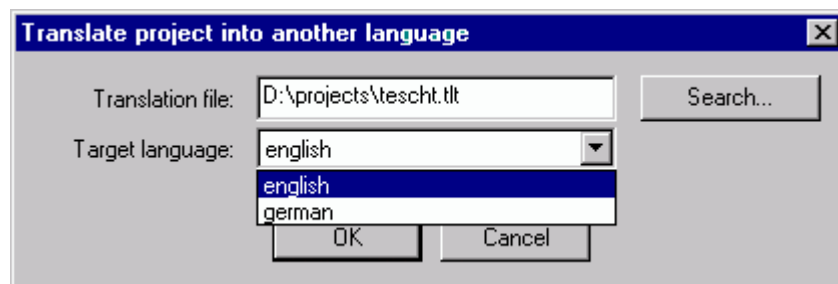 Translate project into another language
Translation file: D:\projects\tescht.tlt Search...
Target language: english
english
german
OK Cancel